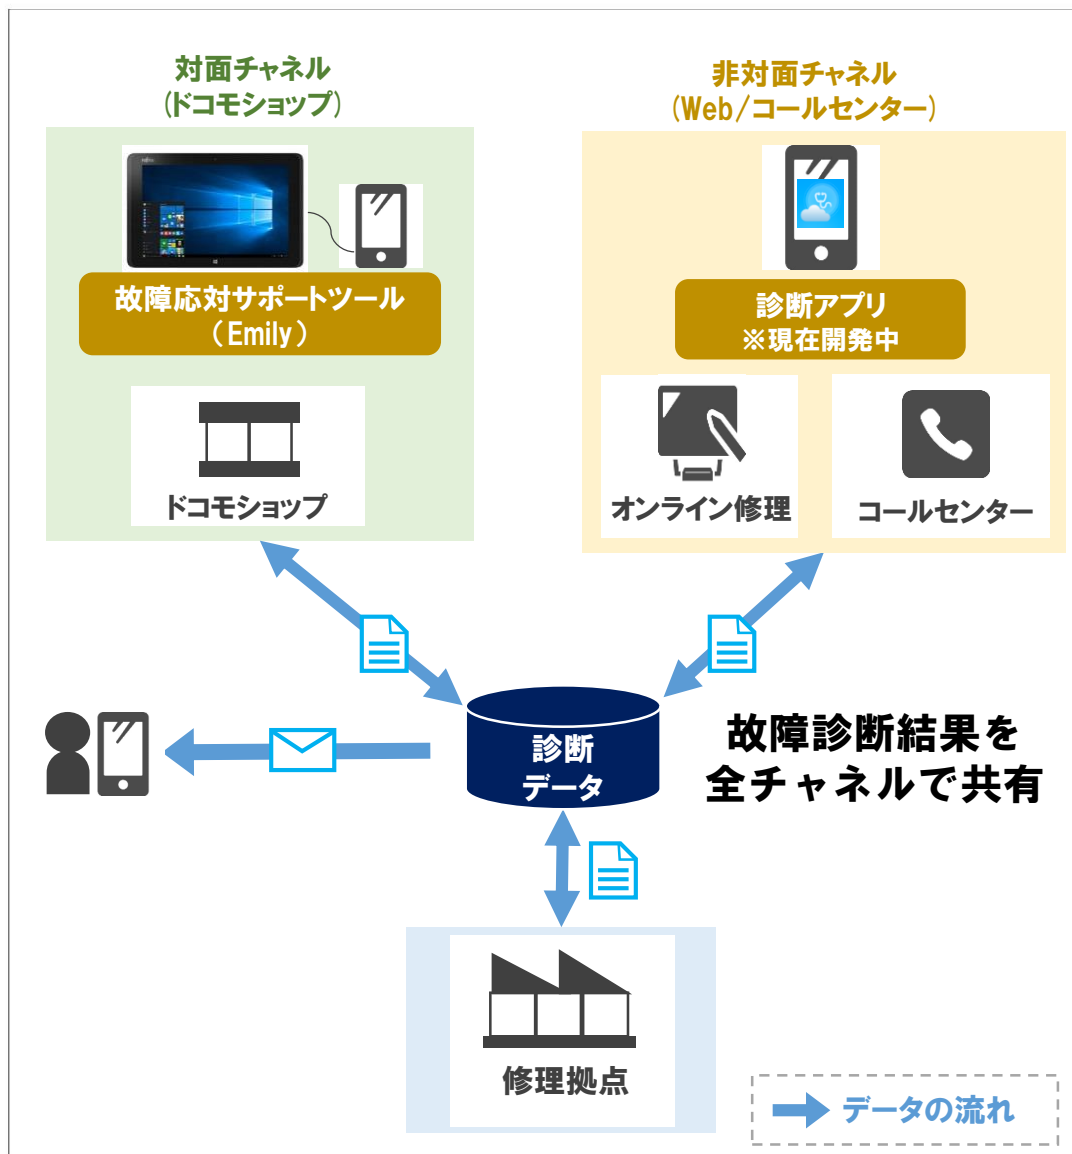 対面チャネル
(ドコモショップ)
非対面チャネル
(Web/コールセンター)
故障応対サポートツール
(Emily)
診断アプリ
※現在開発中
ドコモショップ
オンライン修理
コールセンター
診断
データ
故障診断結果を
全チャネルで共有
修理拠点
データの流れ